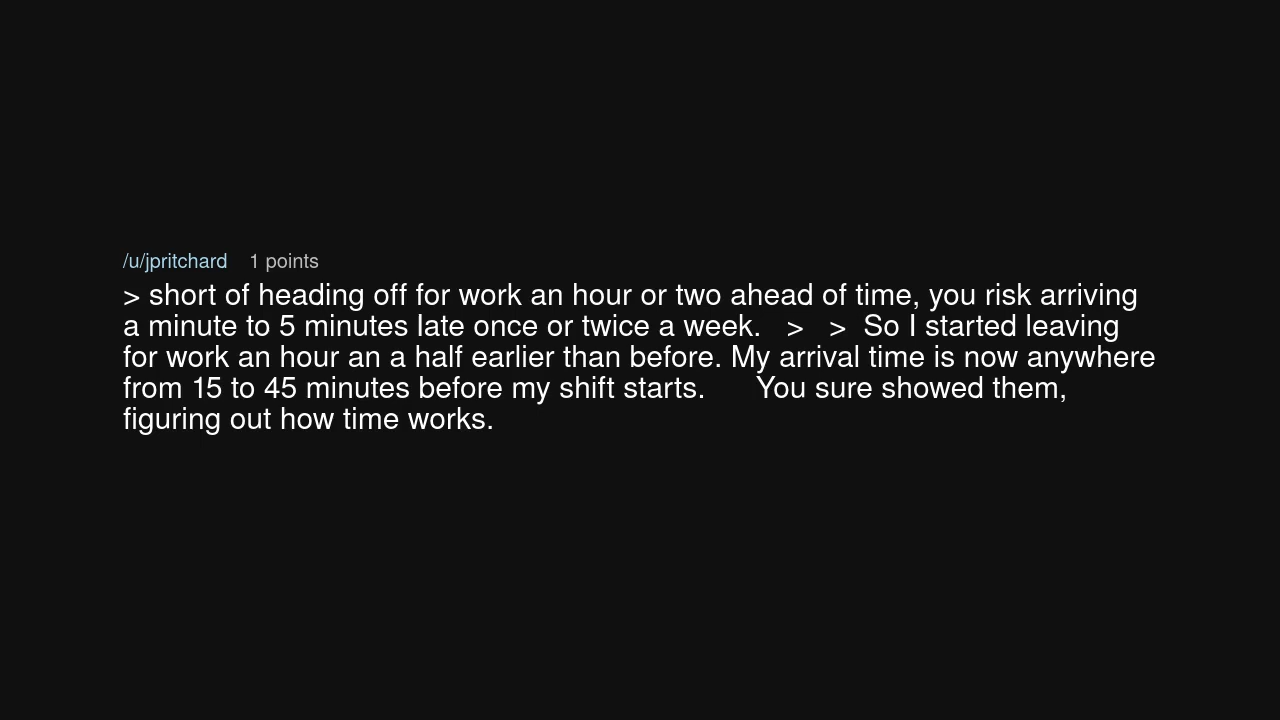 /u/jpritchard 1 points
> short of heading off for work an hour or two ahead of time, you risk arriving
a minute to 5 minutes late once or twice a week. > > So I started leaving
for work an hour an a half earlier than before. My arrival time is now anywhere
from 15 to 45 minutes before my shift starts. You sure showed them,
figuring out how time works.